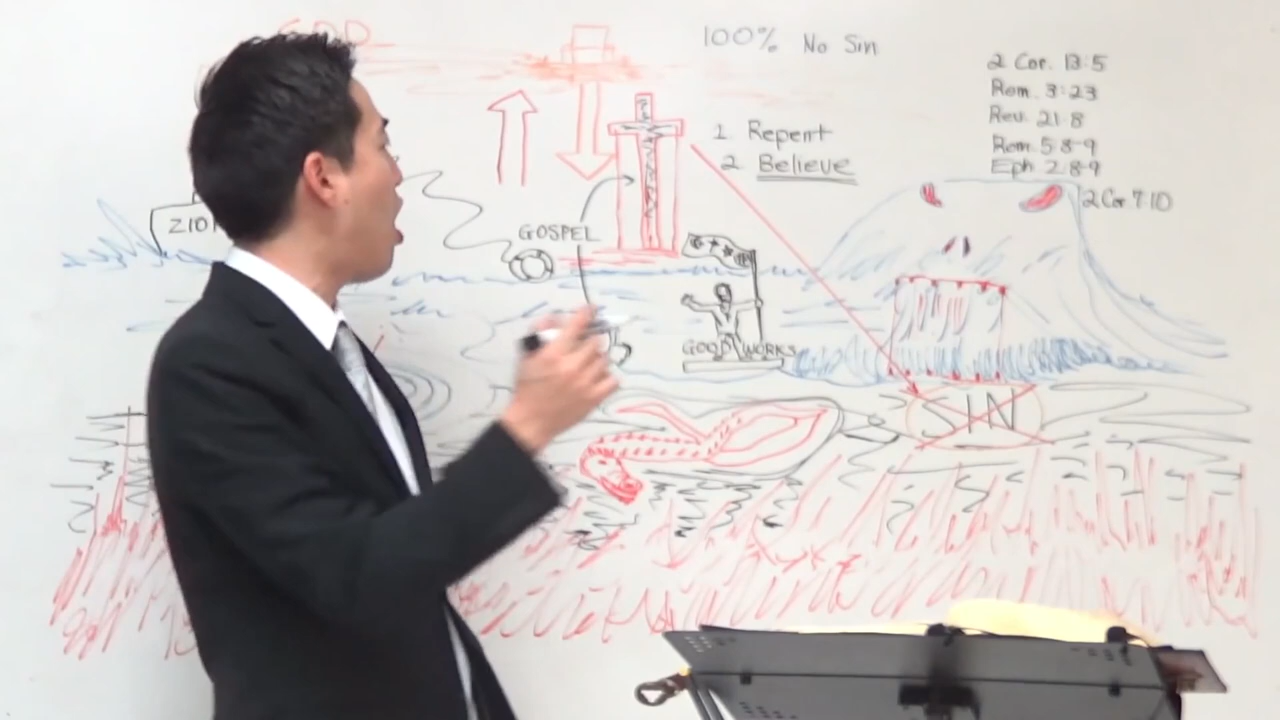 GOD
100% No Sin
2 Cor. 13:5
Rom. 3:23
Rev. 21:8
Rom. 5:8-9
Eph 2:8-9
2 Cor 7:10
1. Repent
2. Believe
GOSPEL
GOOD WORKS
SIN